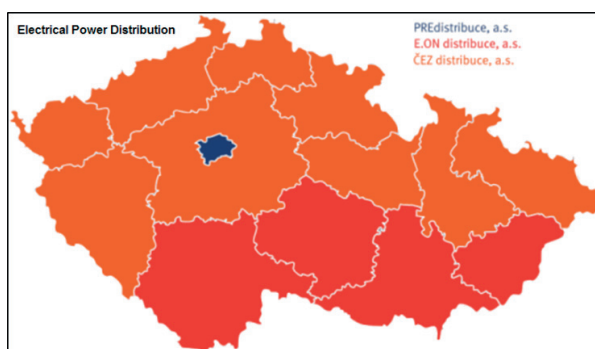 Electrical Power Distribution
PREdistribuce, a.s.
E.ON distribuce, a.s.
ČEZ distribuce, a.s.